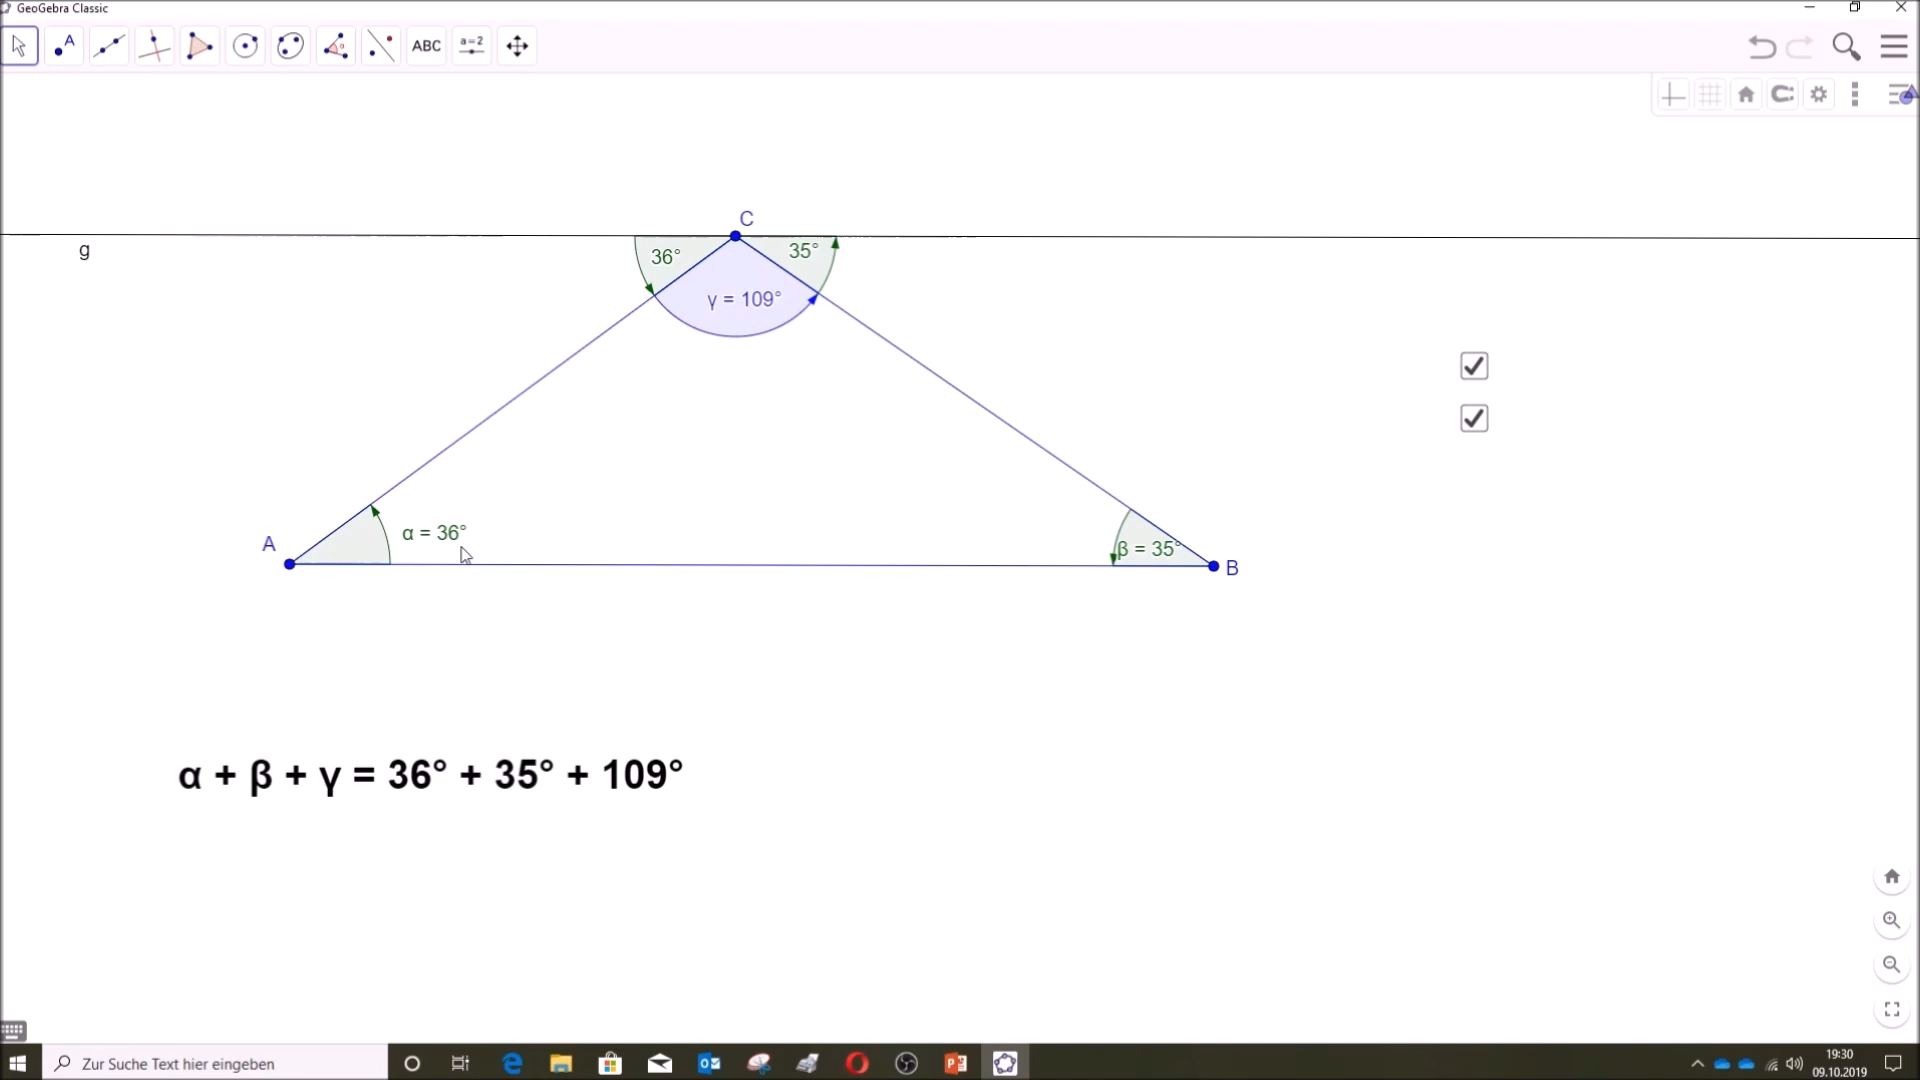 GeoGebra Classic
A
ABC
a=2
C
g
36°
35°
γ = 109°
A
α = 36°
β = 35°
B
α + β + γ = 36° + 35° + 109°
Zur Suche Text hier eingeben
19:30
09.10.2019